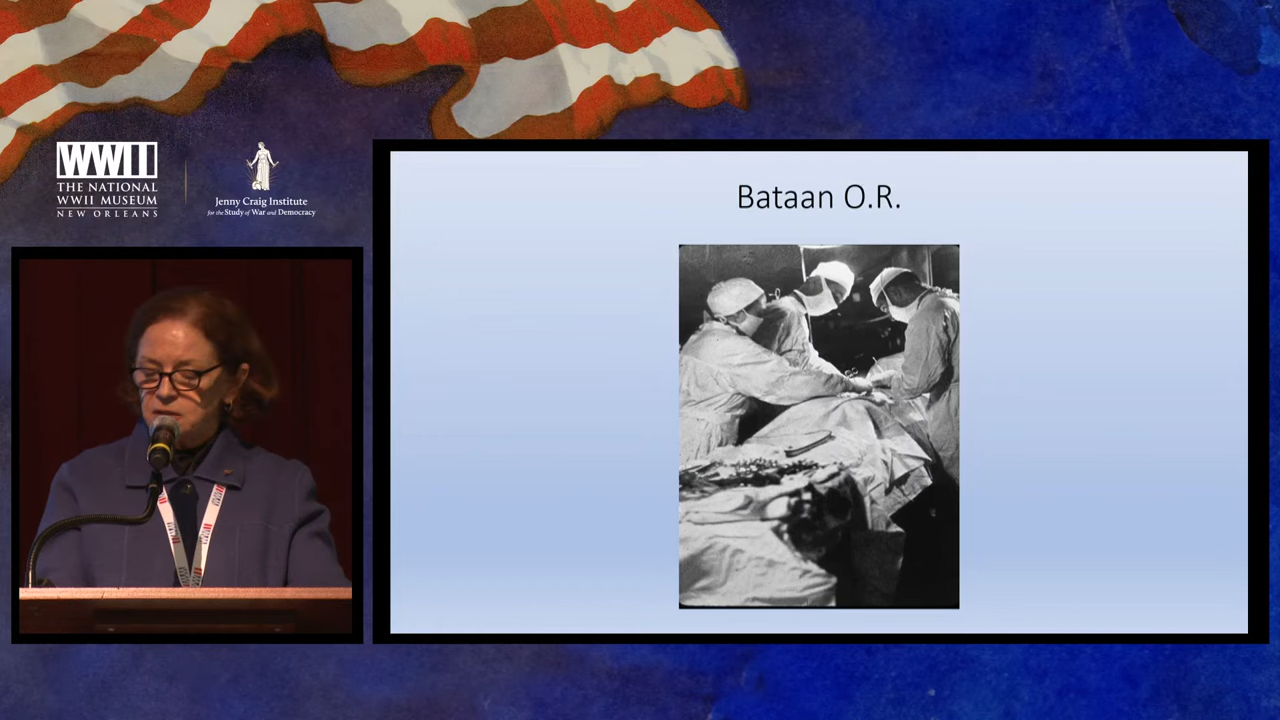 WWII
THE NATIONAL
WWII MUSEUM
NEW ORLEANS
Jenny Craig Institute
for the Study of War and Democracy
Bataan O.R.